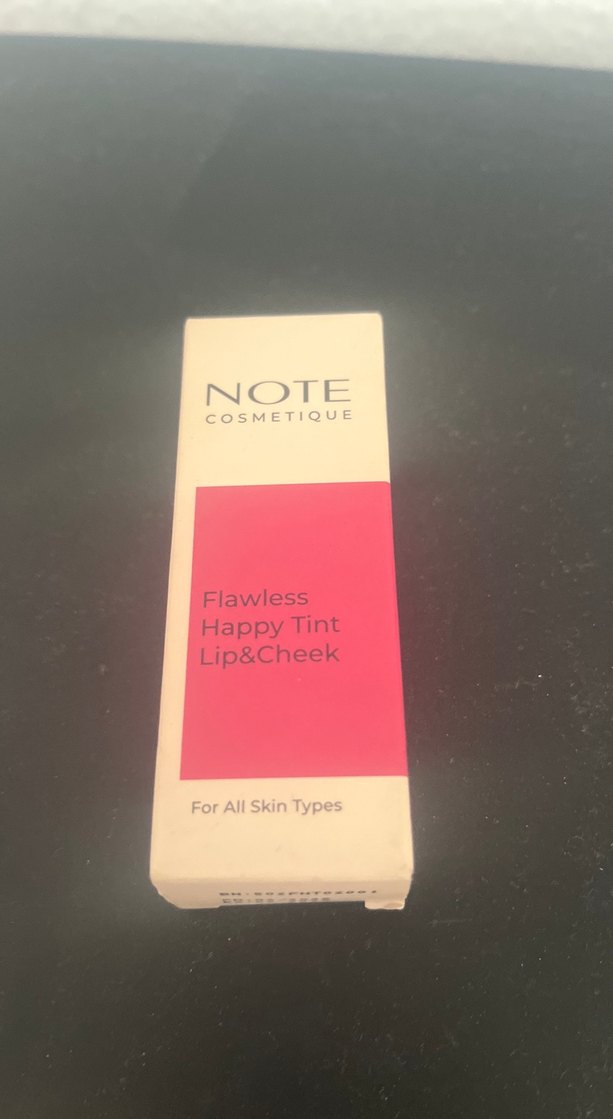 NOTE
COSMETIQUE
Flawless
Happy Tint
Lip&Cheek
For All Skin Types